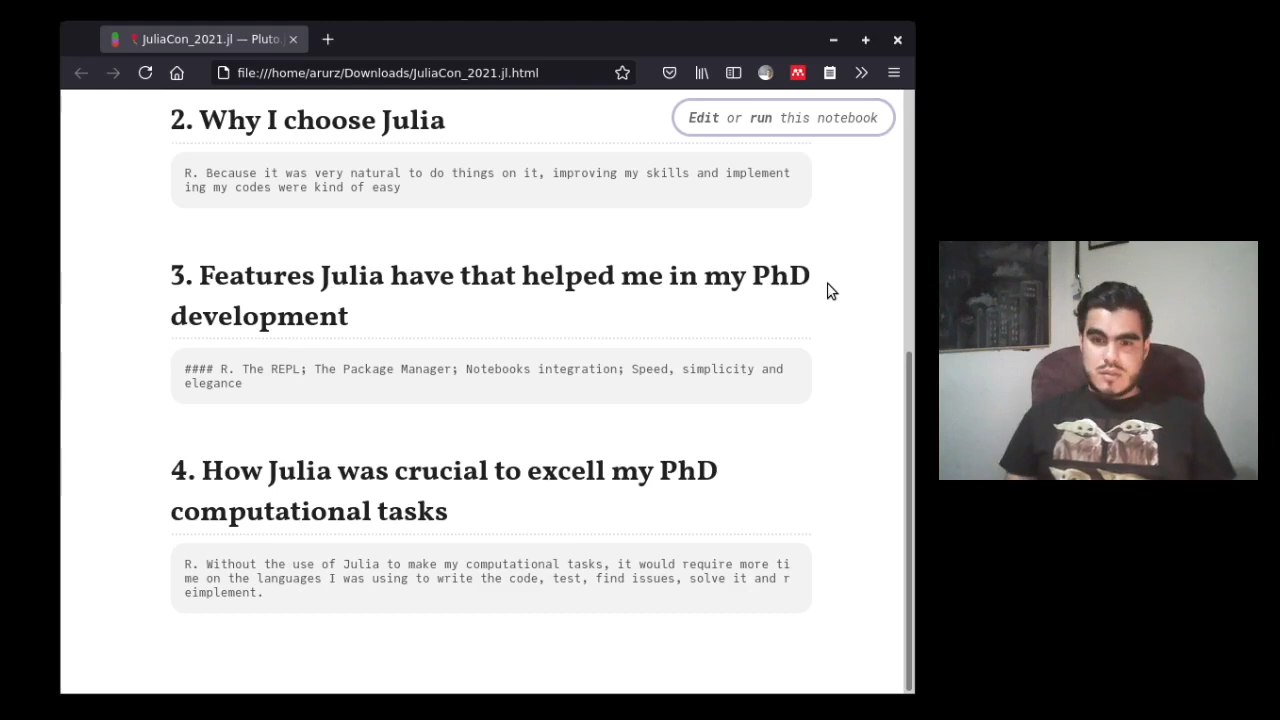 JuliaCon_2021.jl — Pluto.
file:///home/arurz/Downloads/JuliaCon_2021.jl.html
2. Why I choose Julia
Edit or run this notebook
R. Because it was very natural to do things on it, improving my skills and implement
ing my codes were kind of easy
3. Features Julia have that helped me in my PhD
development
#### R. The REPL; The Package Manager; Notebooks integration; Speed, simplicity and
elegance
4. How Julia was crucial to excell my PhD
computational tasks
R. Without the use of Julia to make my computational tasks, it would require more ti
me on the languages I was using to write the code, test, find issues, solve it and r
eimplement.